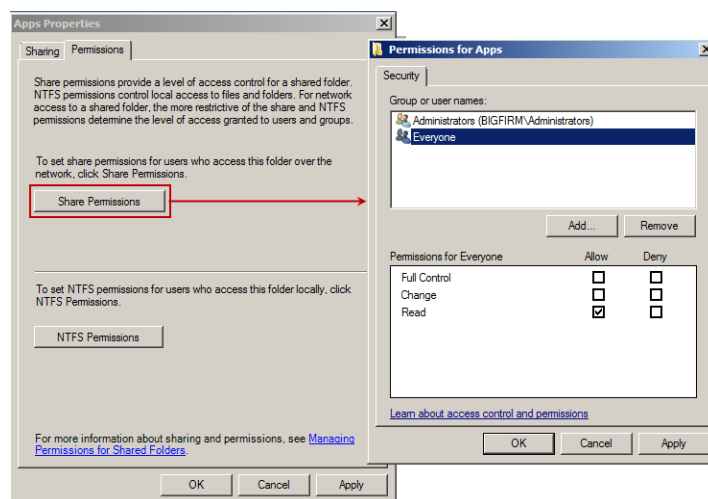 Apps Properties
Sharing
Permissions
Share permissions provide a level of access control for a shared folder.
NTFS permissions control local access to files and folders. For network
access to a shared folder, the more restrictive of the share and NTFS
permissions determine the level of access granted to users and groups.
To set share permissions for users who access this folder over the
network, click Share Permissions.
Share Permissions
To set NTFS permissions for users who access this folder locally, click
NTFS Permissions.
NTFS Permissions
For more information about sharing and permissions, see Managing
Permissions for Shared Folders.
OK Cancel Apply
Permissions for Apps
Security
Group or user names:
Administrators (BIGFIRM\Administrators)
Everyone
Add... Remove
Permissions for Everyone Allow Deny
Full Control
Change
Read
Learn about access control and permissions
OK Cancel Apply